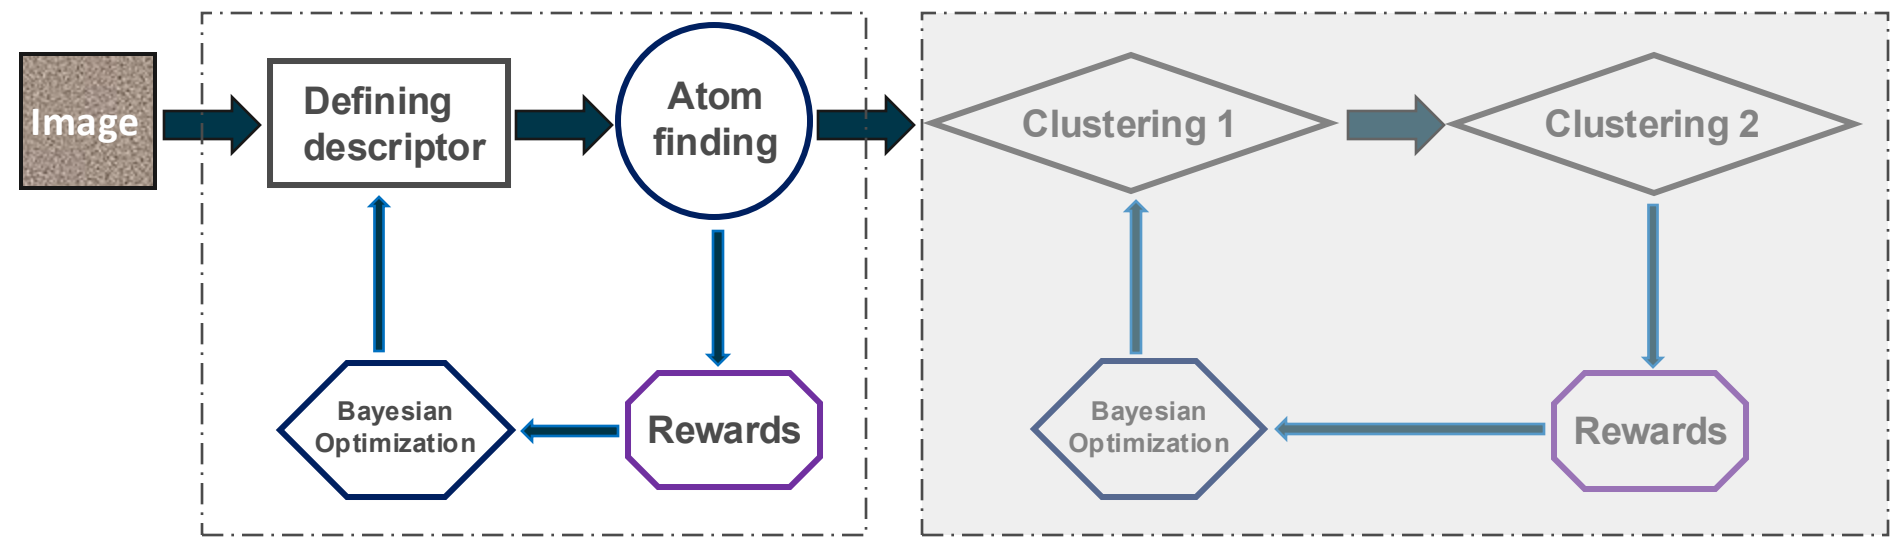 Image
Defining
descriptor
Atom
finding
Clustering 1
Clustering 2
Bayesian
Optimization
Rewards
Bayesian
Optimization
Rewards